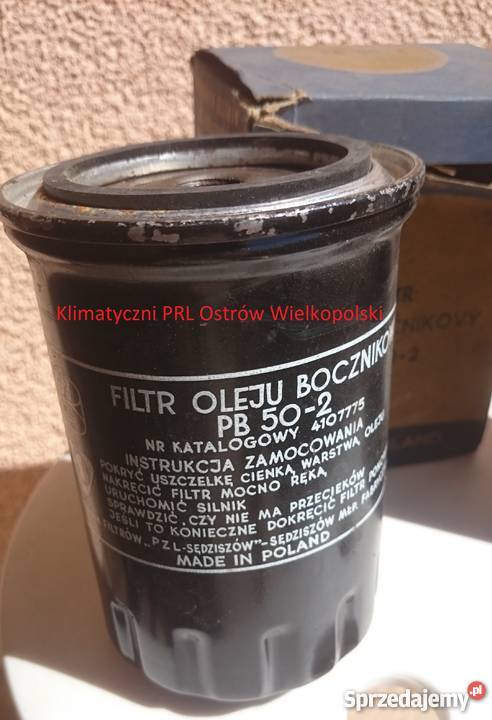 Klimatyczni PRL Ostrów Wielkopolski
FILTR OLEJU BOCZNIKO
PB 50-2
NR KATALOGOWY 4107775
INSTRUKCJA ZAMOCOWANIA
POKRYĆ USZCZELKĘ CIENKĄ WARSTWĄ OLEJU
NAKRĘCIĆ FILTR MOCNO RĘKĄ
URUCHOMIĆ SILNIK
SPRAWDZIĆ, CZY NIE MA PRZECIEKÓW
JEŚLI TO KONIECZNE DOKRĘCIĆ FILTR
FILTRÓW „PZL-SĘDZISZÓW”-SĘDZISZÓW MŁP.
MADE IN POLAND
Sprzedajemy.pl